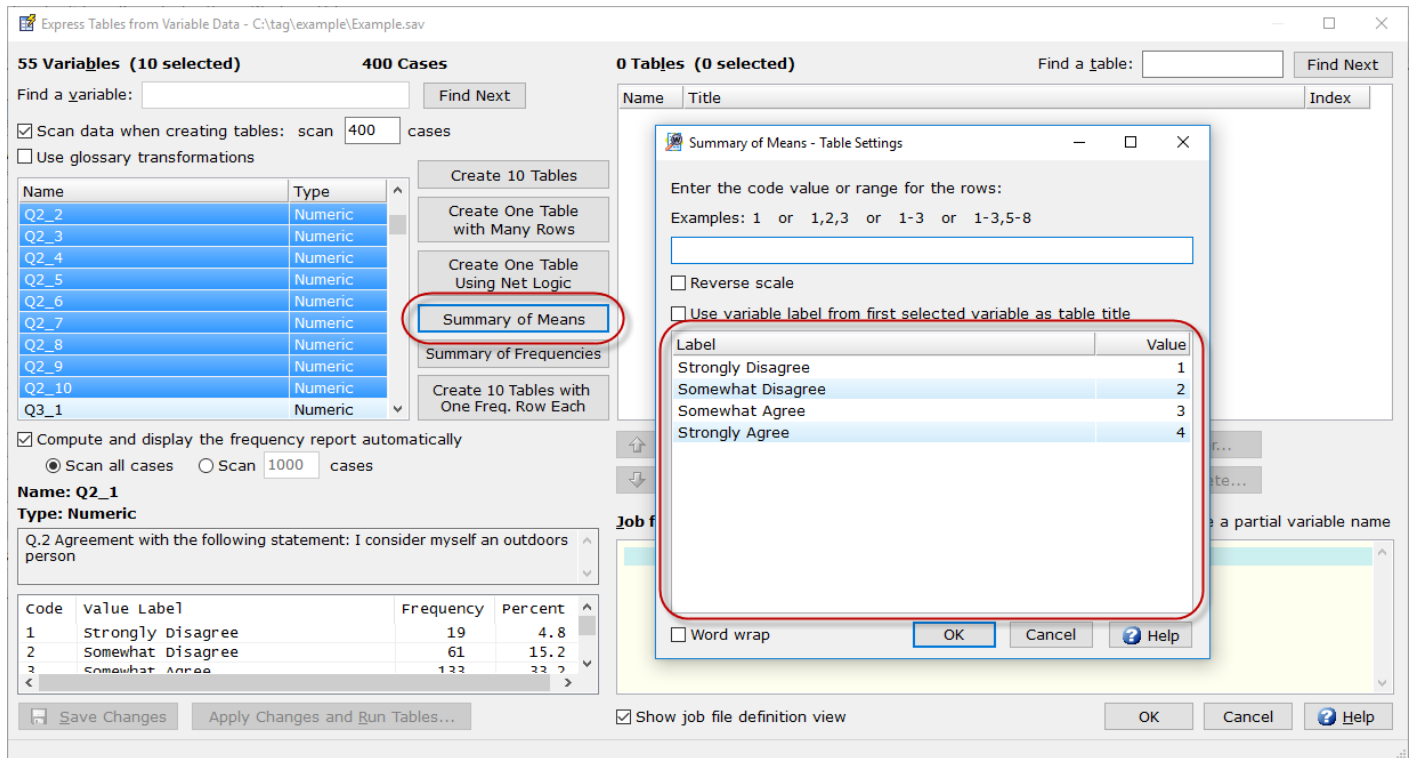 Express Tables from Variable Data - C:\tag\example\Example.sav
55 Variables (10 selected) 400 Cases
Find a variable: Find Next
Scan data when creating tables: scan 400 cases
Use glossary transformations
Name Type
Q2_2 Numeric
Q2_3 Numeric
Q2_4 Numeric
Q2_5 Numeric
Q2_6 Numeric
Q2_7 Numeric
Q2_8 Numeric
Q2_9 Numeric
Q2_10 Numeric
Q3_1 Numeric
Create 10 Tables
Create One Table
with Many Rows
Create One Table
Using Net Logic
Summary of Means
Summary of Frequencies
Create 10 Tables with
One Freq. Row Each
Compute and display the frequency report automatically
Scan all cases Scan 1000 cases
Name: Q2_1
Type: Numeric
Q.2 Agreement with the following statement: I consider myself an outdoors
person
Code Value Label Frequency Percent
1 Strongly Disagree 19 4.8
2 Somewhat Disagree 61 15.2
3 Somewhat Agree 133 33.2
Save Changes Apply Changes and Run Tables...
0 Tables (0 selected) Find a table: Find Next
Name Title Index
Summary of Means - Table Settings
Enter the code value or range for the rows:
Examples: 1 or 1,2,3 or 1-3 or 1-3,5-8
Reverse scale
Use variable label from first selected variable as table title
Label Value
Strongly Disagree 1
Somewhat Disagree 2
Somewhat Agree 3
Strongly Agree 4
Word wrap OK Cancel Help
r...
ete...
Job f
a partial variable name
Show job file definition view OK Cancel Help